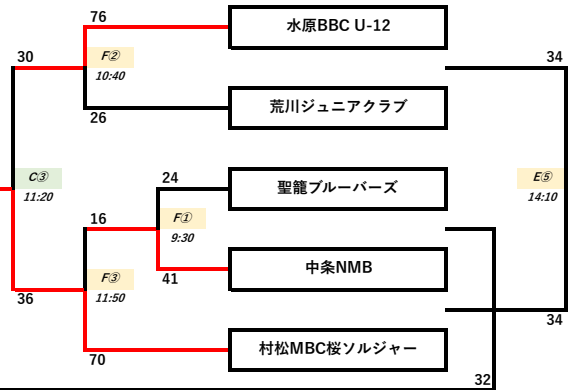 76
水原BBC U-12
30
34
F②
10:40
荒川ジュニアクラブ
26
24
C③
11:20
聖籠ブルーバーズ
E⑤
14:10
16
F①
9:30
中条NMB
41
F③
11:50
36
34
村松MBC桜ソルジャー
70
32